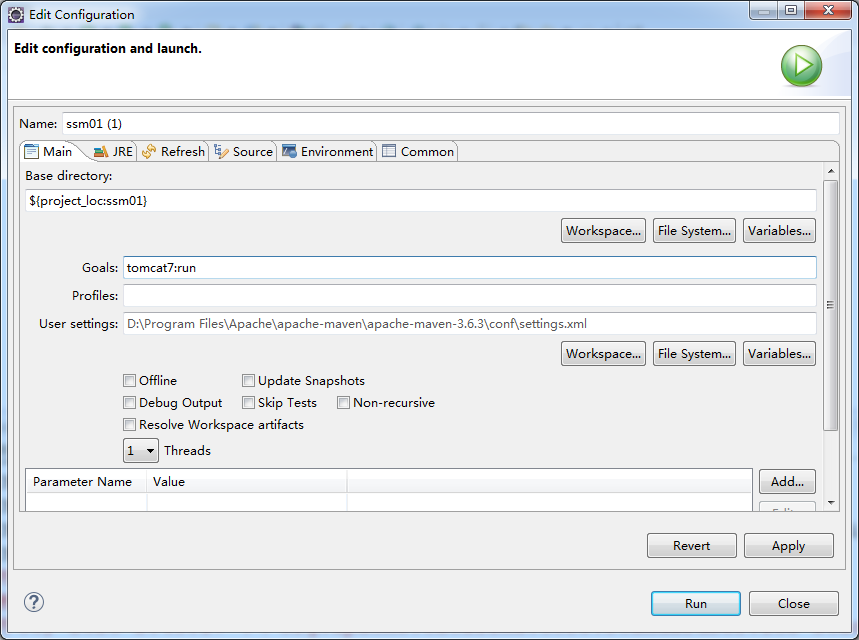 Edit Configuration
Edit configuration and launch.
Name: ssm01 (1)
Main JRE Refresh Source Environment Common
Base directory:
${project_loc:ssm01}
Workspace... File System... Variables...
Goals: tomcat7:run
Profiles:
User settings: D:\Program Files\Apache\apache-maven\apache-maven-3.6.3\conf\settings.xml
Workspace... File System... Variables...
Offline Update Snapshots
Debug Output Skip Tests Non-recursive
Resolve Workspace artifacts
1 Threads
Parameter Name Value Add...
Revert Apply
? Run Close